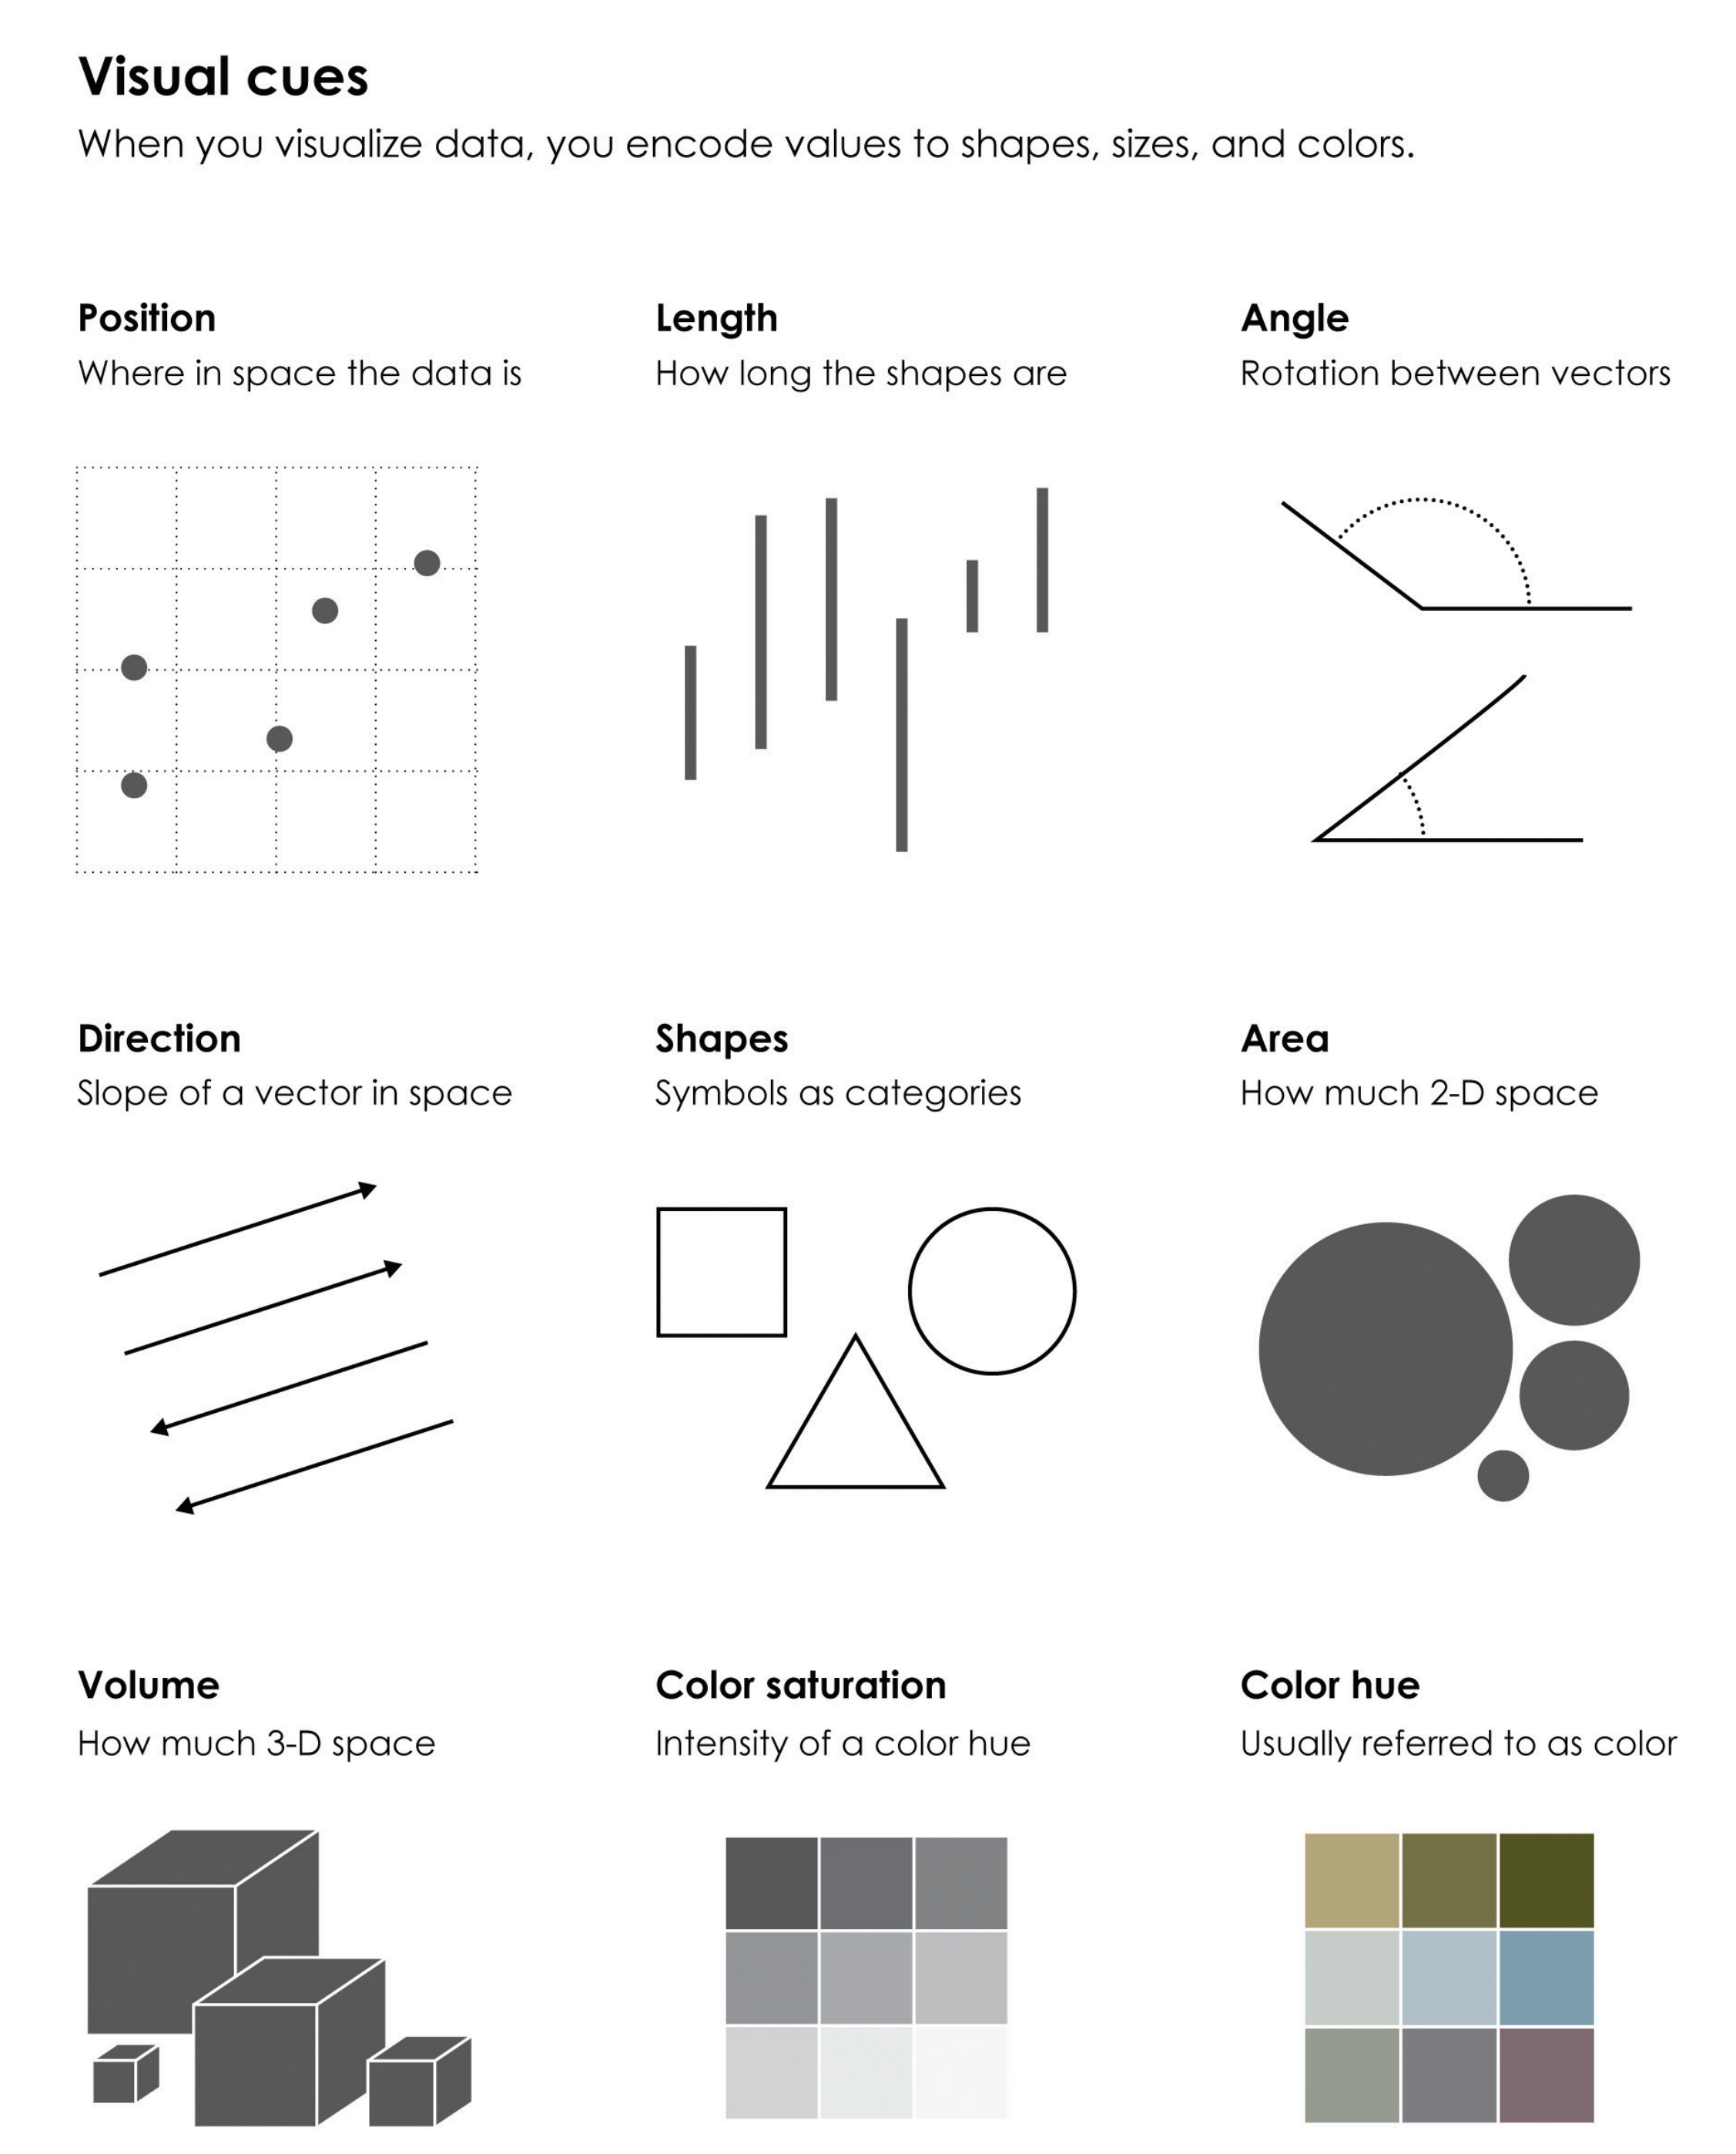 Visual cues
When you visualize data, you encode values to shapes, sizes, and colors.
Position
Where in space the data is
Length
How long the shapes are
Angle
Rotation between vectors
Direction
Slope of a vector in space
Shapes
Symbols as categories
Area
How much 2-D space
Volume
How much 3-D space
Color saturation
Intensity of a color hue
Color hue
Usually referred to as color